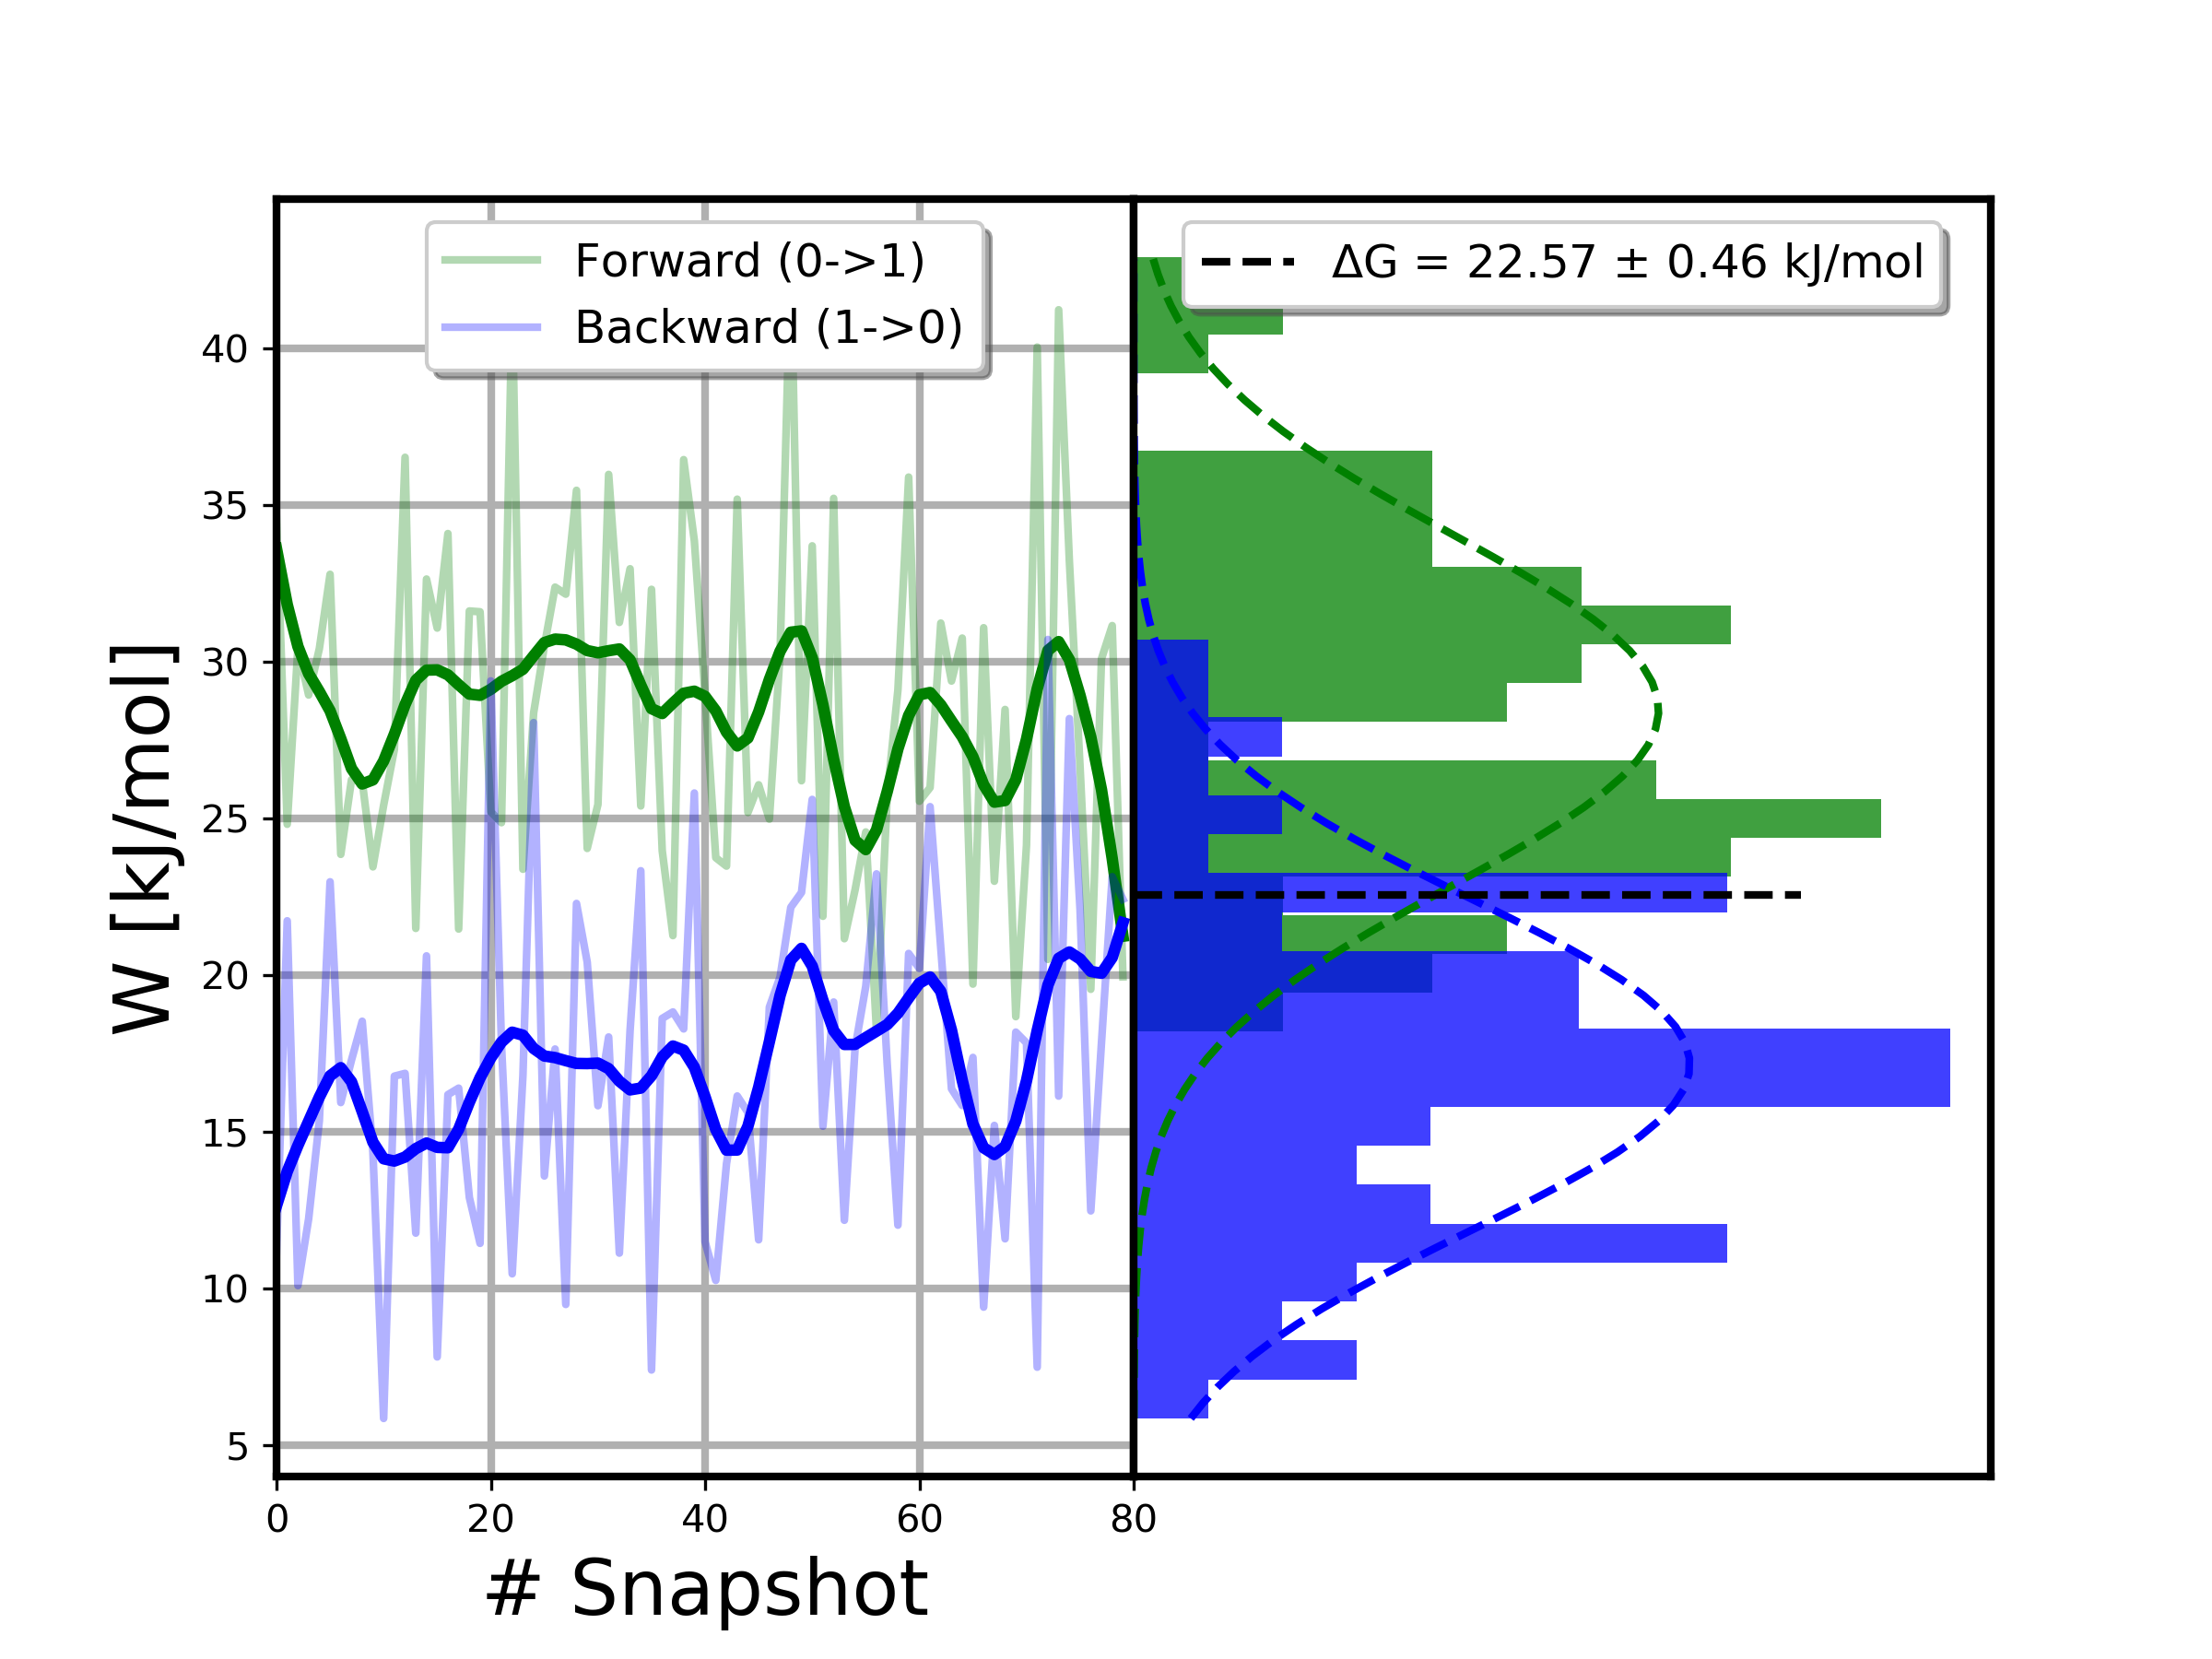 Forward (0->1)
Backward (1->0)
ΔG = 22.57 ± 0.46 kJ/mol
W [kJ/mol]
40
35
30
25
20
15
10
5
0
20
40
60
80
# Snapshot